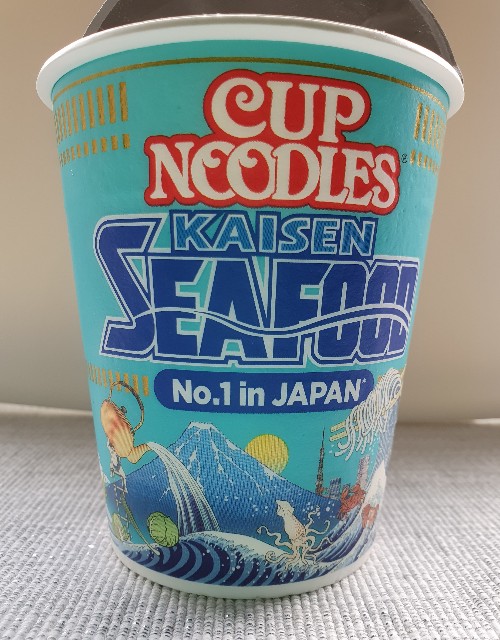 CUP
NOODLES®
KAISEN
SEAFOOD
No.1 in JAPAN*